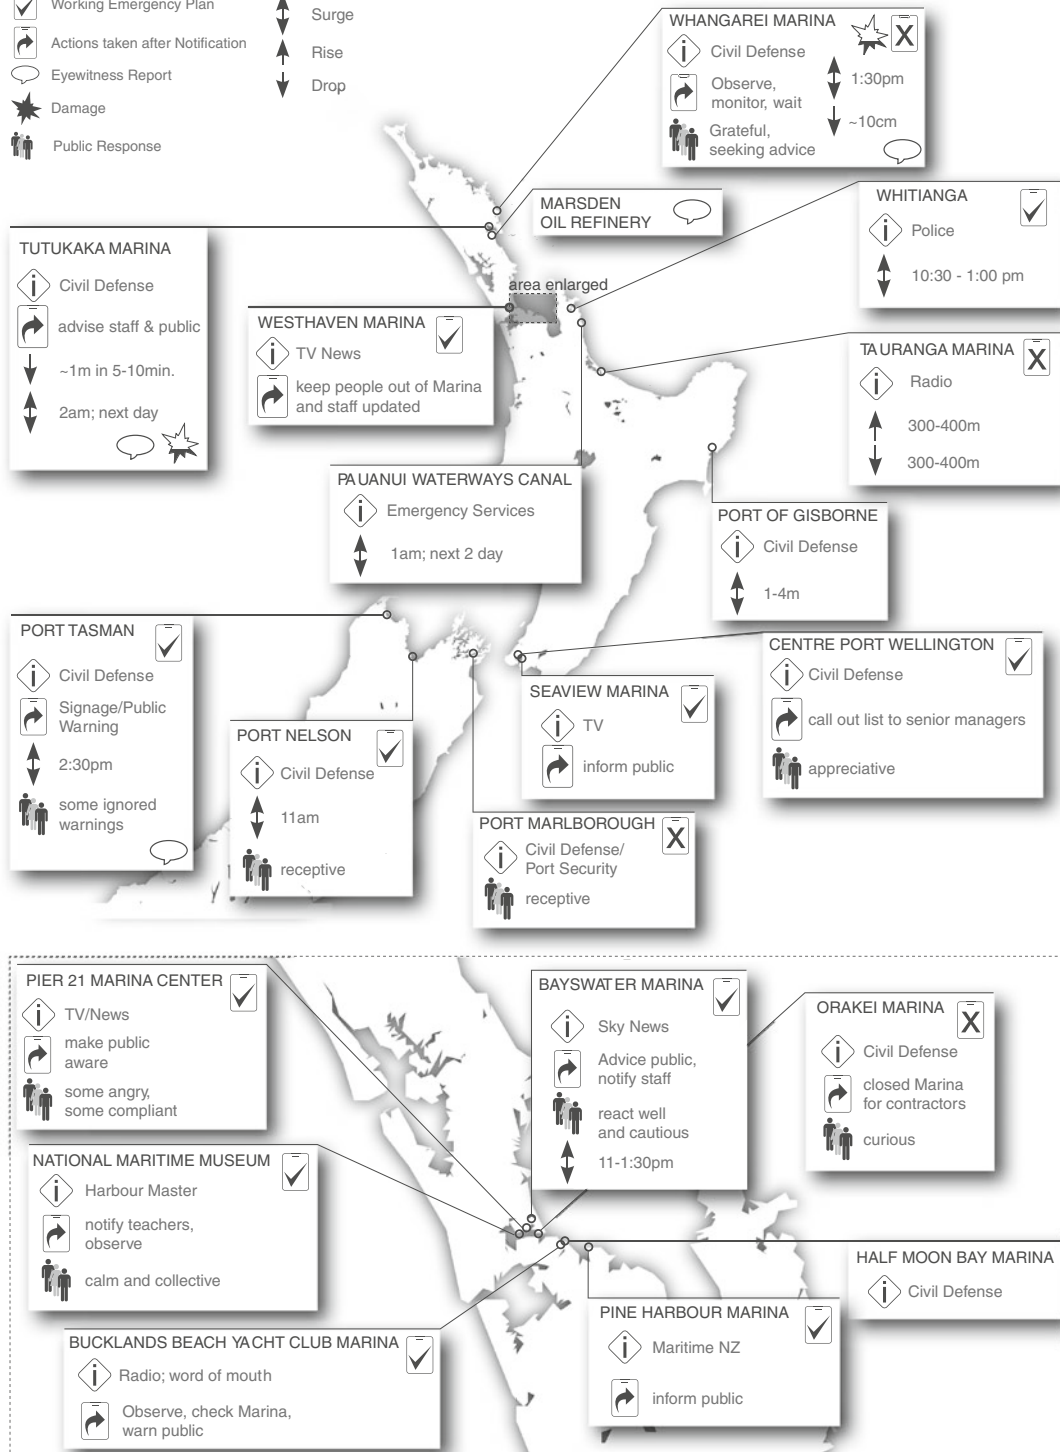 Working Emergency Plan
Actions taken after Notification
Eyewitness Report
Damage
Public Response
Surge
Rise
Drop
WHANGAREI MARINA
X
i Civil Defense
Observe,
monitor, wait
Grateful,
seeking advice
1:30pm
~10cm
MARSDEN
OIL REFINERY
WHITIANGA
i Police
10:30 - 1:00 pm
TUTUKAKA MARINA
i Civil Defense
advise staff & public
~1m in 5-10min.
2am; next day
area enlarged
WESTHAVEN MARINA
i TV News
keep people out of Marina
and staff updated
TAURANGA MARINA
X
i Radio
300-400m
300-400m
PAUANUI WATERWAYS CANAL
i Emergency Services
1am; next 2 day
PORT OF GISBORNE
i Civil Defense
1-4m
PORT TASMAN
i Civil Defense
Signage/Public
Warning
2:30pm
some ignored
warnings
PORT NELSON
i Civil Defense
11am
receptive
SEAVIEW MARINA
i TV
inform public
CENTRE PORT WELLINGTON
i Civil Defense
call out list to senior managers
appreciative
PORT MARLBOROUGH
X
i Civil Defense/
Port Security
receptive
PIER 21 MARINA CENTER
i TV/News
make public
aware
some angry,
some compliant
BAYSWATER MARINA
i Sky News
Advice public,
notify staff
react well
and cautious
11-1:30pm
ORAKEI MARINA
X
i Civil Defense
closed Marina
for contractors
curious
NATIONAL MARITIME MUSEUM
i Harbour Master
notify teachers,
observe
calm and collective
HALF MOON BAY MARINA
i Civil Defense
PINE HARBOUR MARINA
i Maritime NZ
inform public
BUCKLANDS BEACH YACHT CLUB MARINA
i Radio; word of mouth
Observe, check Marina,
warn public